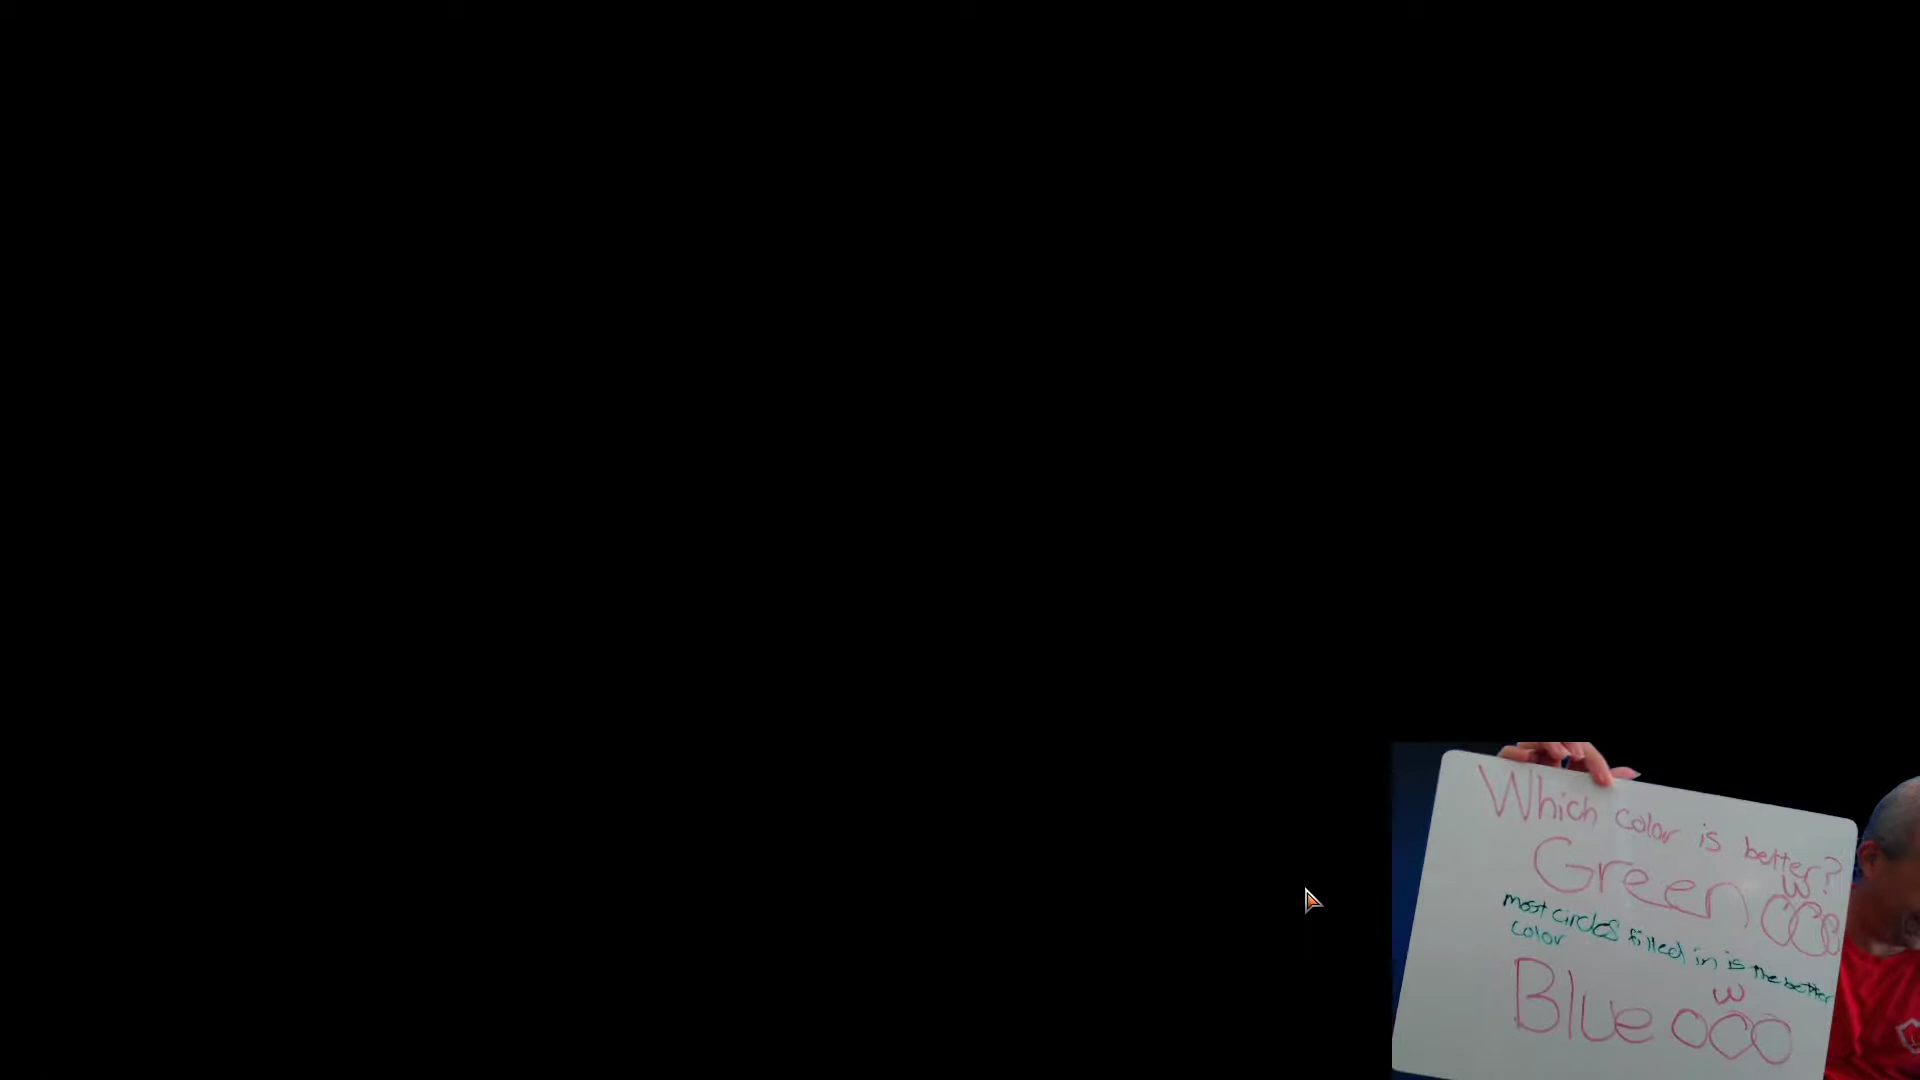 Which color is better?
Green
most circles filled in is the better
color
Blue